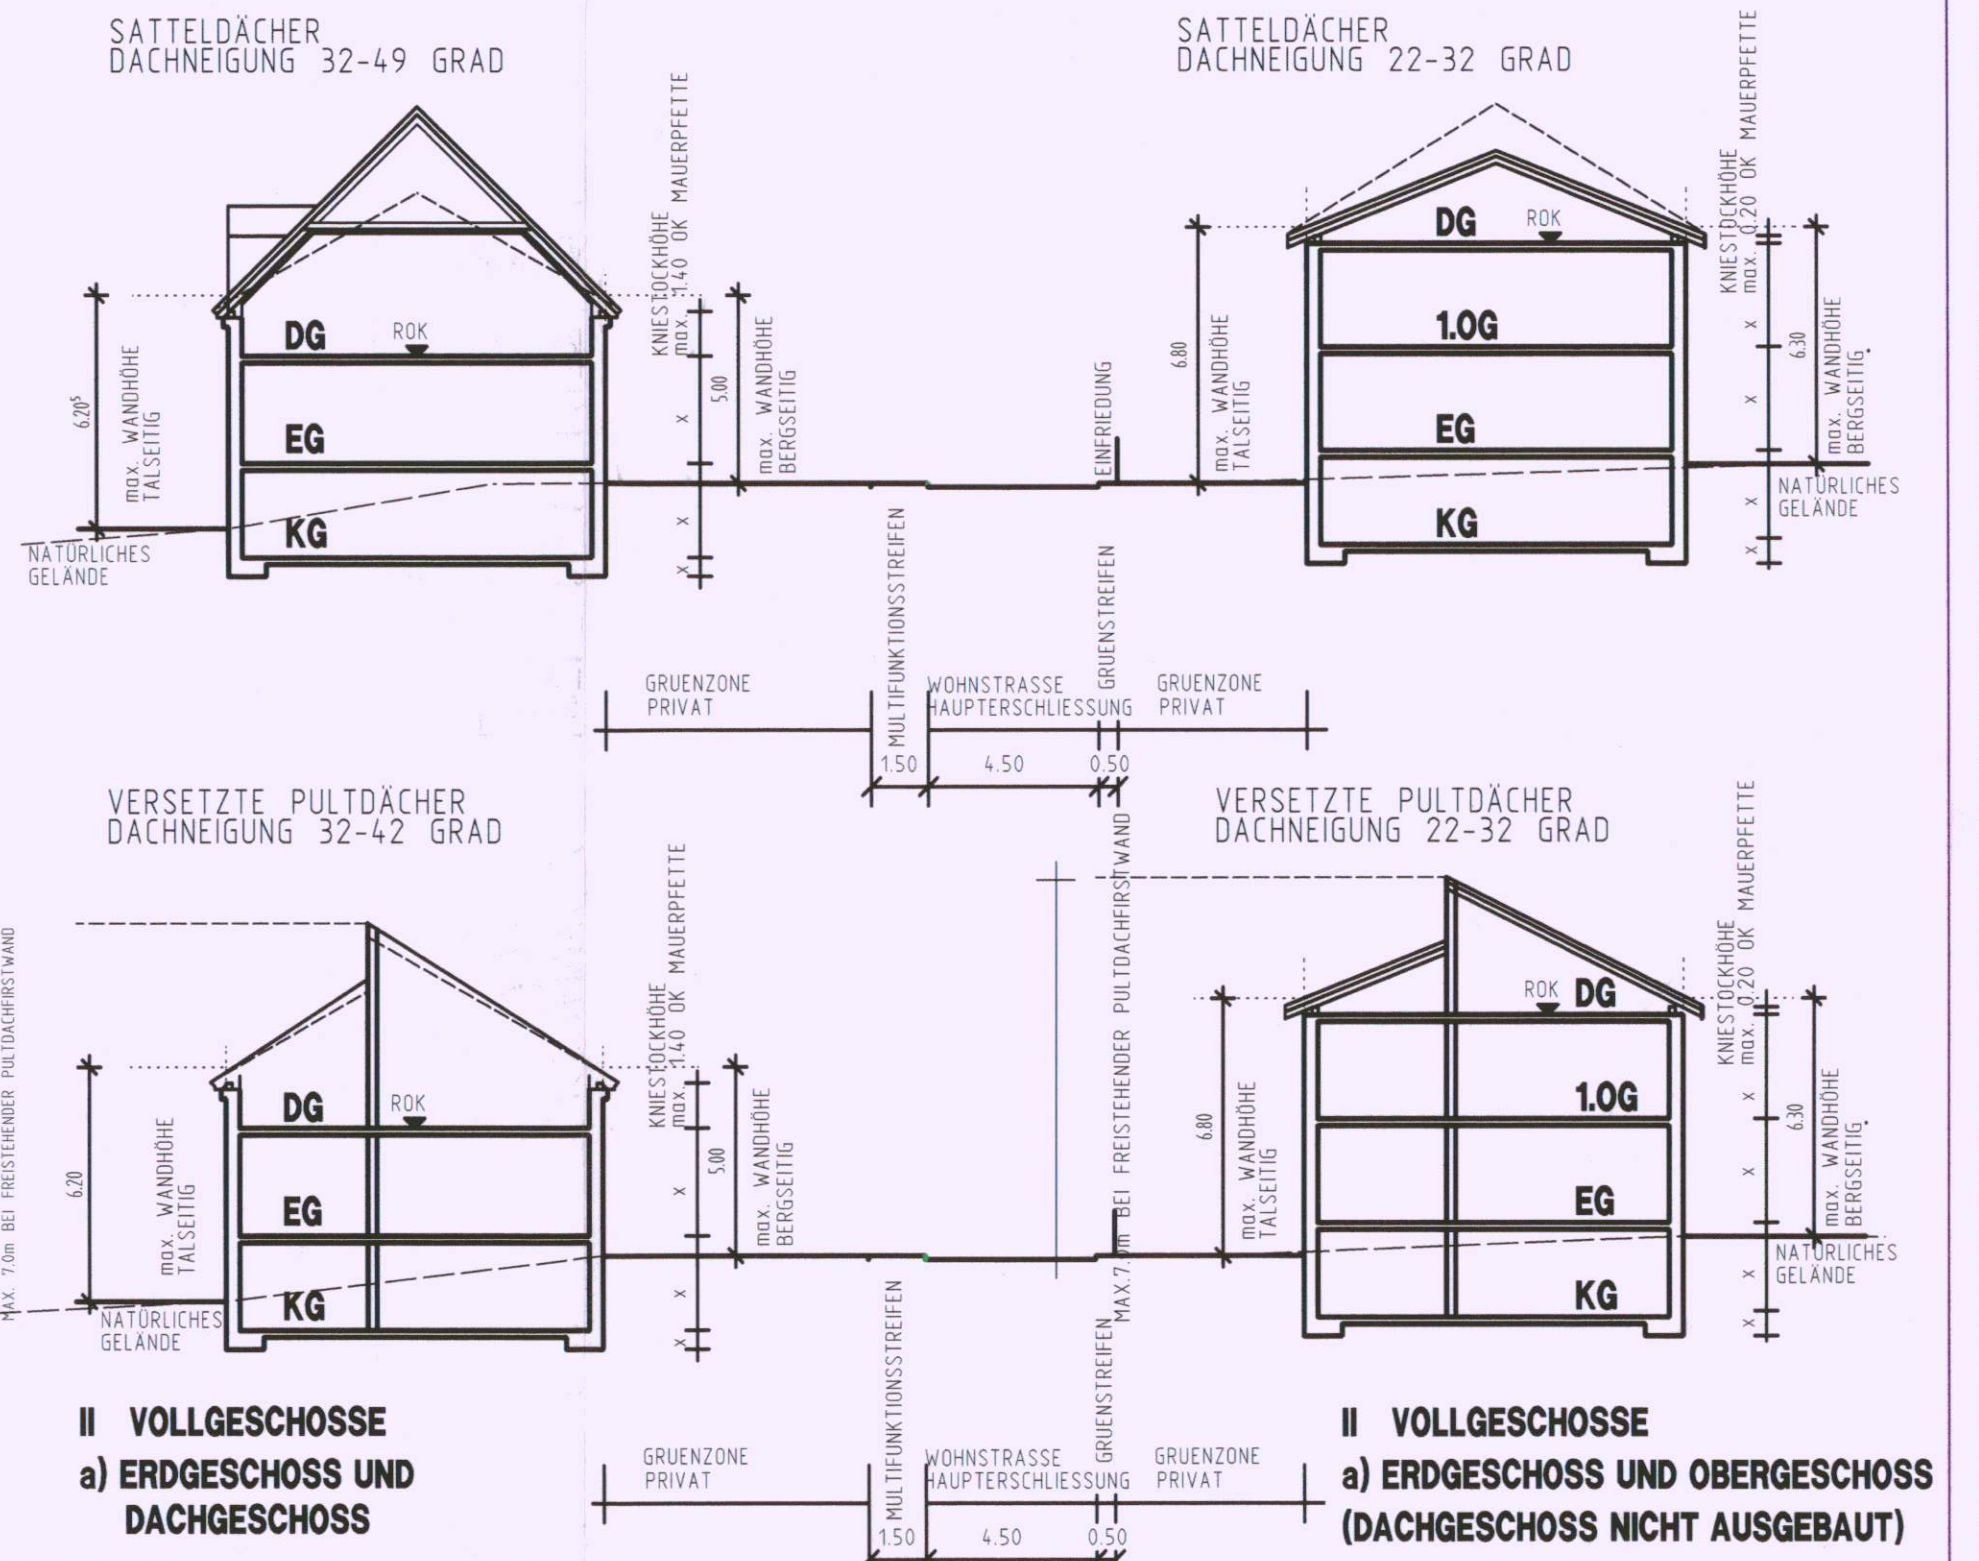 SATTELDÄCHER
DACHNEIGUNG 32-49 GRAD
SATTELDÄCHER
DACHNEIGUNG 22-32 GRAD
6.20⁵
max. WANDHÖHE
TALSEITIG
DG
ROK
EG
KG
NATÜRLICHES
GELÄNDE
KNIESTOCKHÖHE
max. 1.40 OK MAUERPFETTE
x
x
x
5.00
max. WANDHÖHE
BERGSEITIG
EINFRIEDUNG
6.80
max. WANDHÖHE
TALSEITIG
DG
ROK
1.OG
EG
KG
KNIESTOCKHÖHE
max. 0.20 OK MAUERPFETTE
x
x
x
x
6.30
max. WANDHÖHE
BERGSEITIG.
NATÜRLICHES
GELÄNDE
GRUENZONE
PRIVAT
MULTIFUNKTIONSSTREIFEN
WOHNSTRASSE
HAUPTERSCHLIESSUNG
GRUENSTREIFEN
GRUENZONE
PRIVAT
1.50
4.50
0.50
VERSETZTE PULTDÄCHER
DACHNEIGUNG 32-42 GRAD
VERSETZTE PULTDÄCHER
DACHNEIGUNG 22-32 GRAD
MAX. 7.0m BEI FREISTEHENDER PULTDACHFIRSTWAND
6.20
max. WANDHÖHE
TALSEITIG
DG
ROK
EG
KG
NATÜRLICHES
GELÄNDE
KNIESTOCKHÖHE
max. 1.40 OK MAUERPFETTE
x
x
x
5.00
max. WANDHÖHE
BERGSEITIG
MAX. 7.0m BEI FREISTEHENDER PULTDACHFIRSTWAND
6.80
max. WANDHÖHE
TALSEITIG
ROK
DG
1.OG
EG
KG
KNIESTOCKHÖHE
max. 0.20 OK MAUERPFETTE
x
x
x
x
6.30
max. WANDHÖHE
BERGSEITIG.
NATÜRLICHES
GELÄNDE
GRUENZONE
PRIVAT
MULTIFUNKTIONSSTREIFEN
WOHNSTRASSE
HAUPTERSCHLIESSUNG
GRUENSTREIFEN
GRUENZONE
PRIVAT
1.50
4.50
0.50
II VOLLGESCHOSSE
a) ERDGESCHOSS UND
DACHGESCHOSS
II VOLLGESCHOSSE
a) ERDGESCHOSS UND OBERGESCHOSS
(DACHGESCHOSS NICHT AUSGEBAUT)